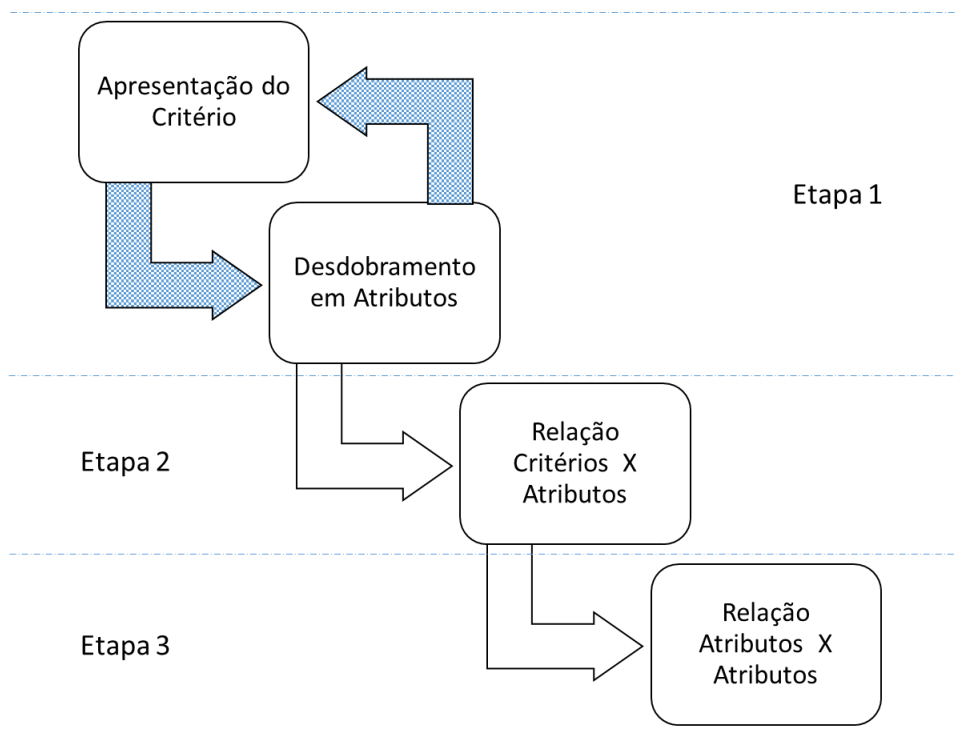 Apresentação do
Critério
Etapa 1
Desdobramento
em Atributos
Relação
Critérios X
Atributos
Etapa 2
Relação
Atributos X
Atributos
Etapa 3